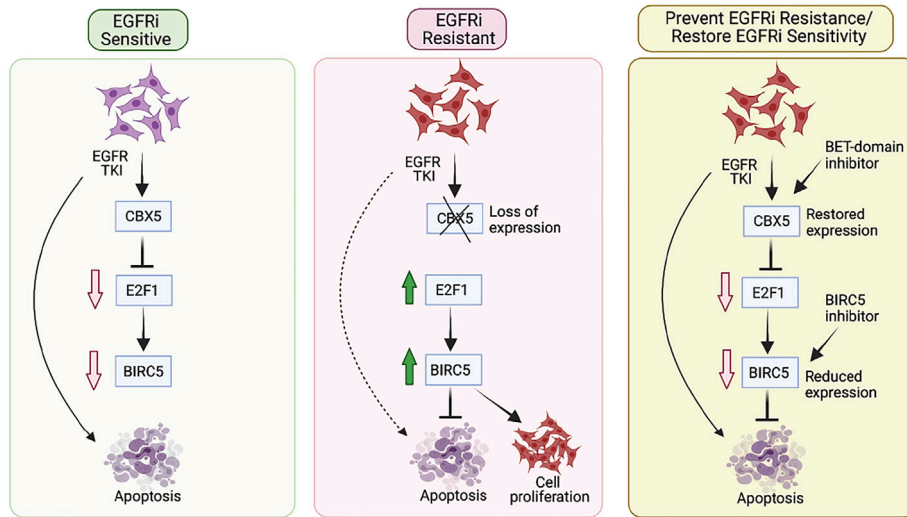 EGFRi
Sensitive
EGFR
TKI
CBX5
E2F1
BIRC5
Apoptosis
EGFRi
Resistant
EGFR
TKI
CBX5
Loss of
expression
E2F1
BIRC5
Apoptosis
Cell
proliferation
Prevent EGFRi Resistance/
Restore EGFRi Sensitivity
EGFR
TKI
BET-domain
inhibitor
CBX5
Restored
expression
E2F1
BIRC5
inhibitor
BIRC5
Reduced
expression
Apoptosis